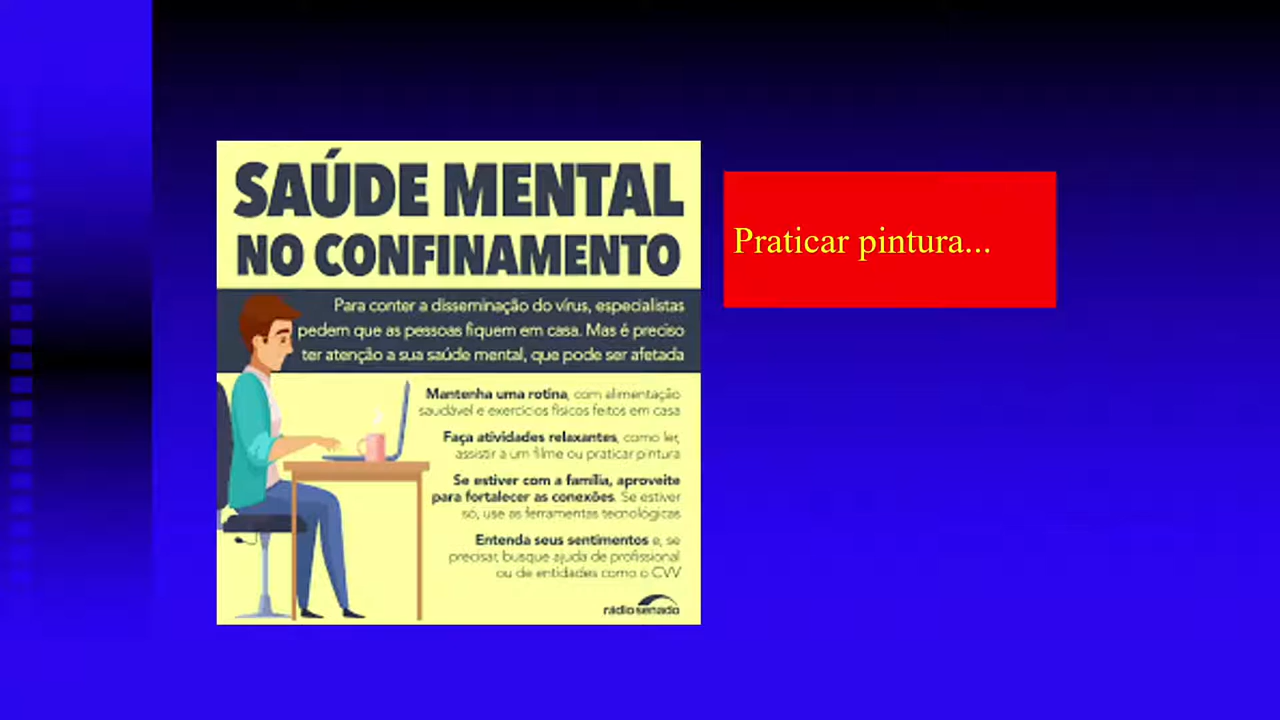 SAÚDE MENTAL
NO CONFINAMENTO
Para conter a disseminação do vírus, especialistas
pedem que as pessoas fiquem em casa. Mas é preciso
ter atenção a sua saúde mental, que pode ser afetada
Mantenha uma rotina, com alimentação
saudável e exercícios físicos feitos em casa
Faça atividades relaxantes, como ler,
assistir a um filme ou praticar pintura
Se estiver com a família, aproveite
para fortalecer as conexões. Se estiver
só, use as ferramentas tecnológicas
Entenda seus sentimentos e, se
precisar, busque ajuda de profissional
ou de entidades como o CVV
rádio senado
Praticar pintura...